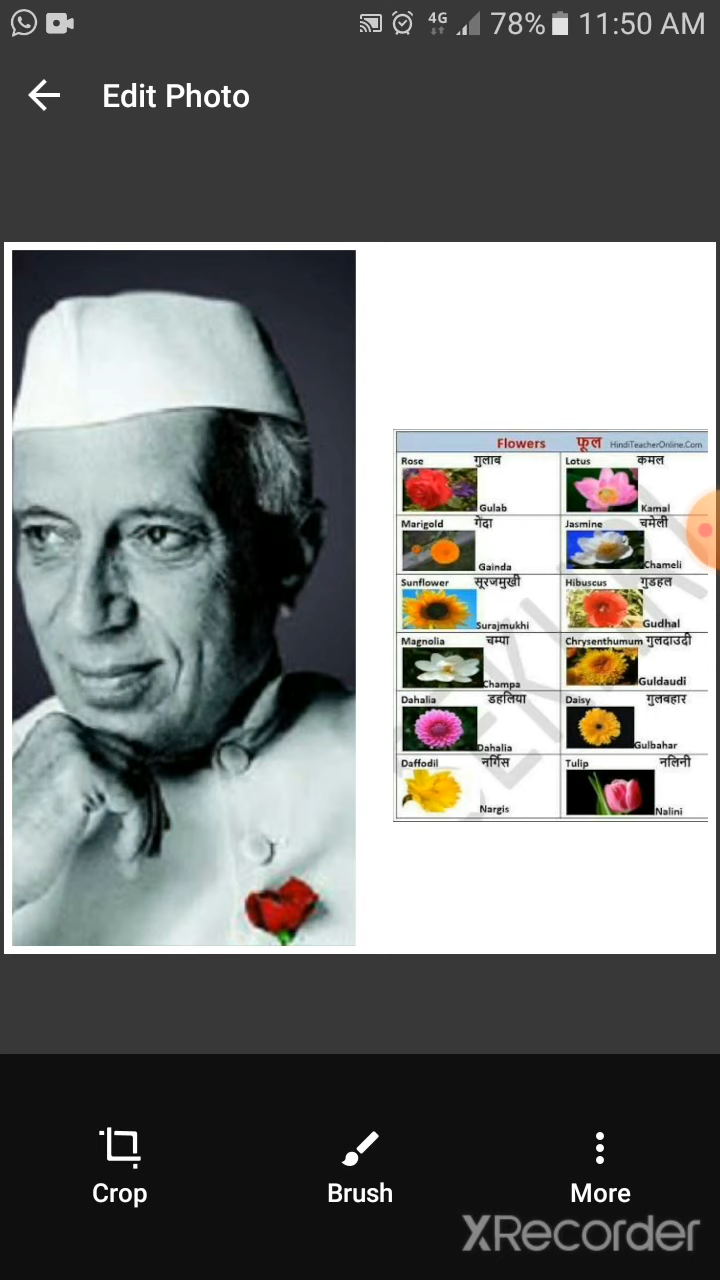 4G 78% 11:50 AM
Edit Photo
Flowers फूल HindiTeacherOnline.Com
Rose गुलाब
Gulab
Lotus कमल
Kamal
Marigold गेंदा
Gainda
Jasmine चमेली
Chameli
Sunflower सूरजमुखी
Surajmukhi
Hibuscus गुडहल
Gudhal
Magnolia चम्पा
Champa
Chrysenthumum गुलदाउदी
Guldaudi
Dahalia डहलिया
Dahalia
Daisy गुलबहार
Gulbahar
Daffodil नर्गिस
Nargis
Tulip नलिनी
Nalini
Crop Brush More
XRecorder